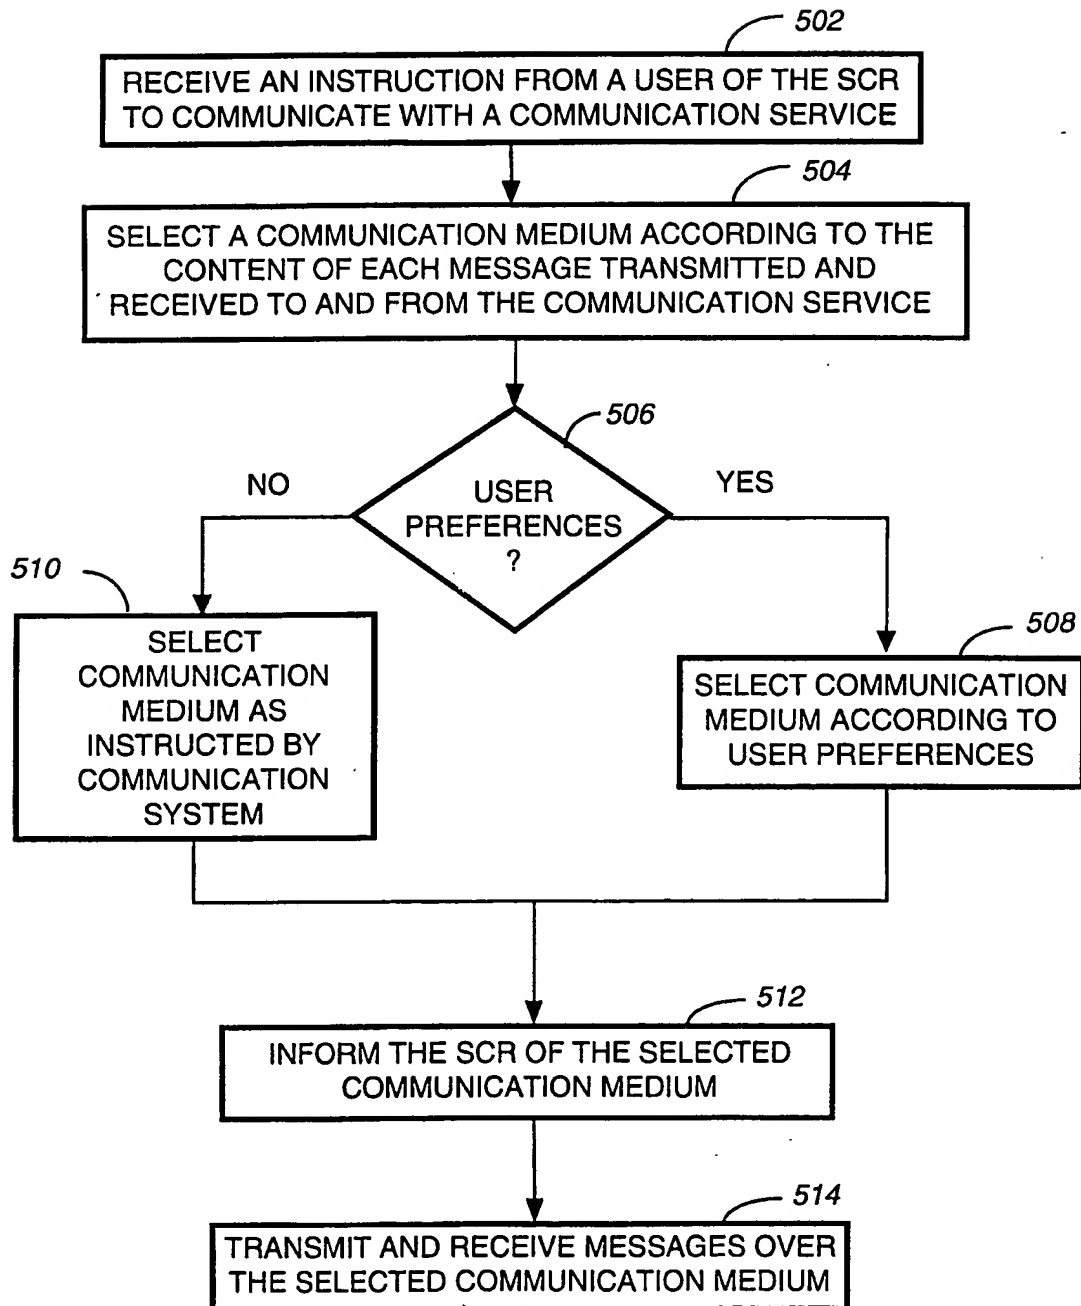 502
RECEIVE AN INSTRUCTION FROM A USER OF THE SCR
TO COMMUNICATE WITH A COMMUNICATION SERVICE
504
SELECT A COMMUNICATION MEDIUM ACCORDING TO THE
CONTENT OF EACH MESSAGE TRANSMITTED AND
RECEIVED TO AND FROM THE COMMUNICATION SERVICE
506
NO
USER
PREFERENCES
?
YES
510
SELECT
COMMUNICATION
MEDIUM AS
INSTRUCTED BY
COMMUNICATION
SYSTEM
508
SELECT COMMUNICATION
MEDIUM ACCORDING TO
USER PREFERENCES
512
INFORM THE SCR OF THE SELECTED
COMMUNICATION MEDIUM
514
TRANSMIT AND RECEIVE MESSAGES OVER
THE SELECTED COMMUNICATION MEDIUM